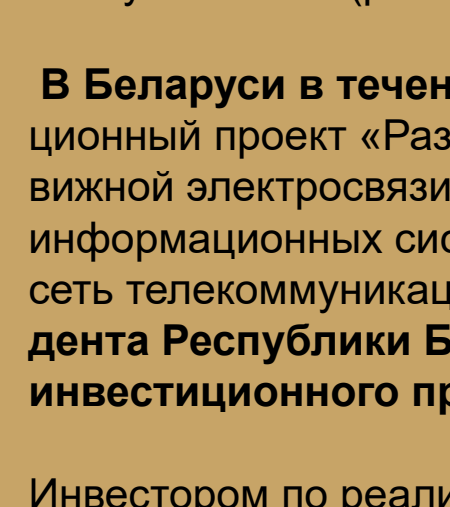 В Беларуси в течен
ционный проект «Раз
вижной электросвязи
информационных сис
сеть телекоммуникац
дента Республики Б
инвестиционного пр
Инвестором по реали